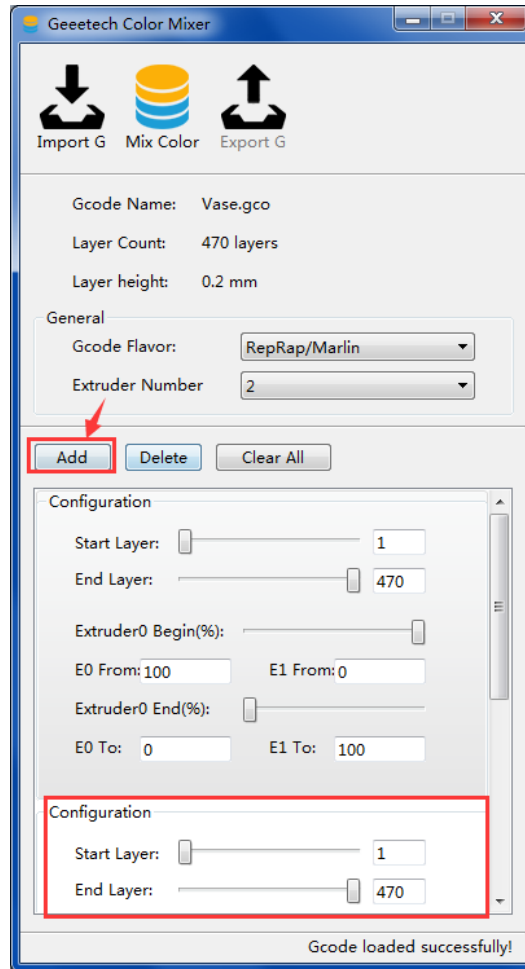 Geeetech Color Mixer
Import G Mix Color Export G
Gcode Name: Vase.gco
Layer Count: 470 layers
Layer height: 0.2 mm
General
Gcode Flavor: RepRap/Marlin
Extruder Number 2
Add Delete Clear All
Configuration
Start Layer: 1
End Layer: 470
Extruder0 Begin(%):
E0 From: 100 E1 From: 0
Extruder0 End(%):
E0 To: 0 E1 To: 100
Configuration
Start Layer: 1
End Layer: 470
Gcode loaded successfully!